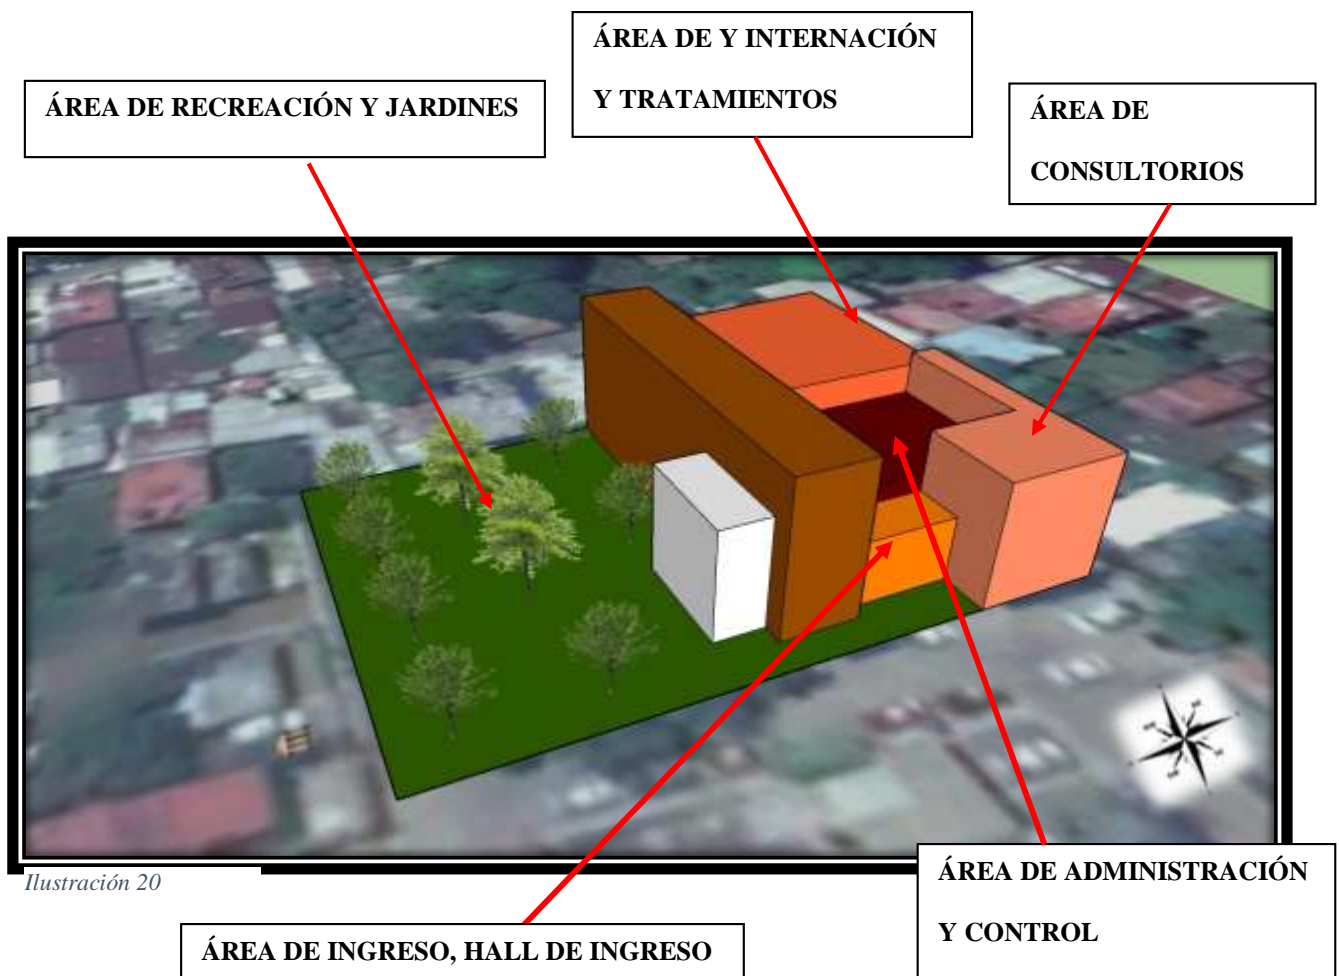 ÁREA DE Y INTERNACIÓN
Y TRATAMIENTOS
ÁREA DE RECREACIÓN Y JARDINES
ÁREA DE
CONSULTORIOS
Ilustración 20
ÁREA DE ADMINISTRACIÓN
Y CONTROL
ÁREA DE INGRESO, HALL DE INGRESO